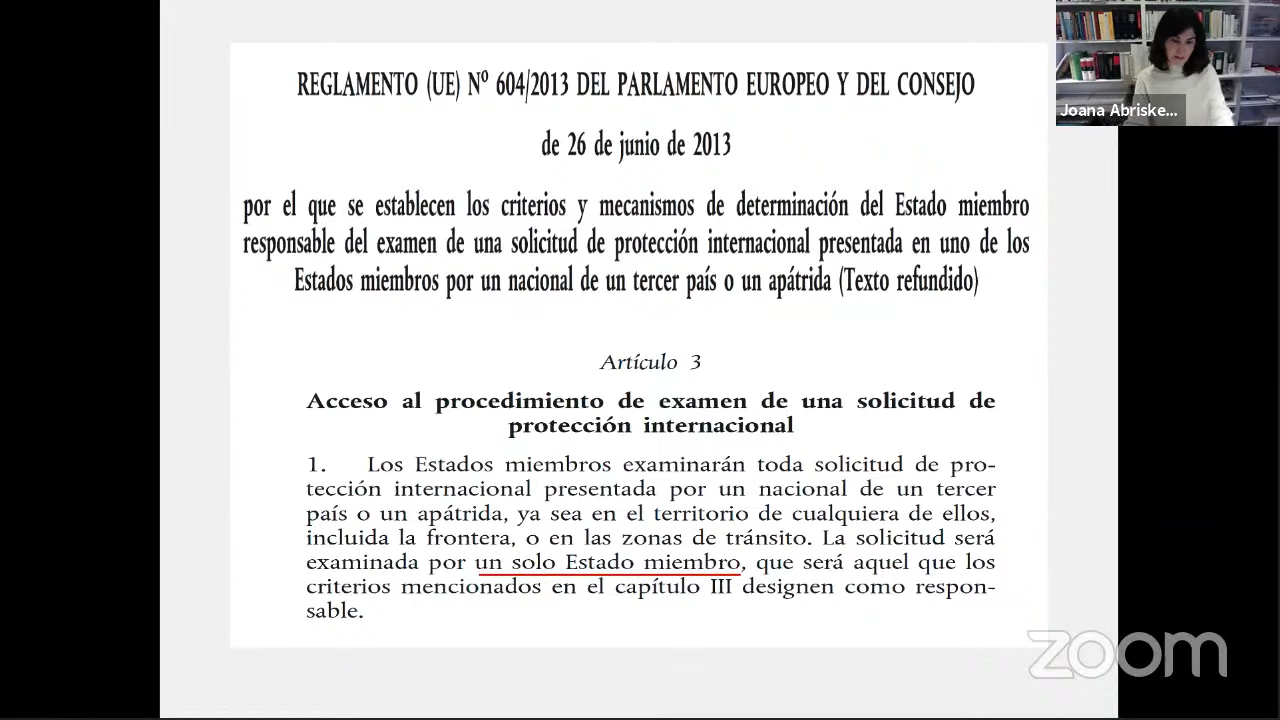 REGLAMENTO (UE) Nº 604/2013 DEL PARLAMENTO EUROPEO Y DEL CONSEJO
de 26 de junio de 2013
por el que se establecen los criterios y mecanismos de determinación del Estado miembro
responsable del examen de una solicitud de protección internacional presentada en uno de los
Estados miembros por un nacional de un tercer país o un apátrida (Texto refundido)
Artículo 3
Acceso al procedimiento de examen de una solicitud de
protección internacional
1. Los Estados miembros examinarán toda solicitud de pro-
tección internacional presentada por un nacional de un tercer
país o un apátrida, ya sea en el territorio de cualquiera de ellos,
incluida la frontera, o en las zonas de tránsito. La solicitud será
examinada por un solo Estado miembro, que será aquel que los
criterios mencionados en el capítulo III designen como respon-
sable.
Joana Abriske...
zoom